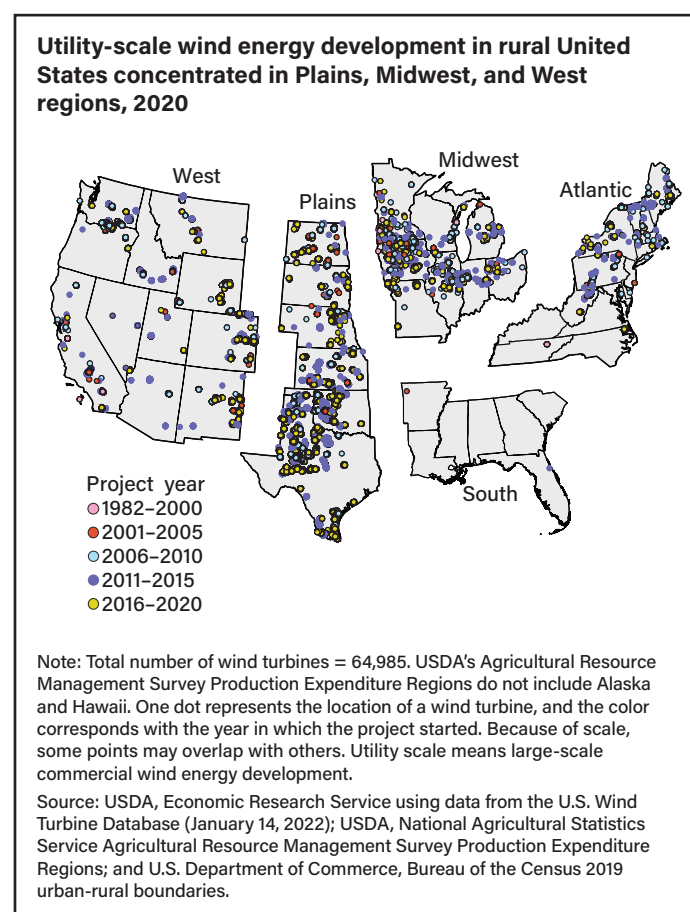 Utility-scale wind energy development in rural United
States concentrated in Plains, Midwest, and West
regions, 2020
West
Plains
Midwest
Atlantic
South
Project year
1982–2000
2001–2005
2006–2010
2011–2015
2016–2020
Note: Total number of wind turbines = 64,985. USDA’s Agricultural Resource
Management Survey Production Expenditure Regions do not include Alaska
and Hawaii. One dot represents the location of a wind turbine, and the color
corresponds with the year in which the project started. Because of scale,
some points may overlap with others. Utility scale means large-scale
commercial wind energy development.
Source: USDA, Economic Research Service using data from the U.S. Wind
Turbine Database (January 14, 2022); USDA, National Agricultural Statistics
Service Agricultural Resource Management Survey Production Expenditure
Regions; and U.S. Department of Commerce, Bureau of the Census 2019
urban-rural boundaries.